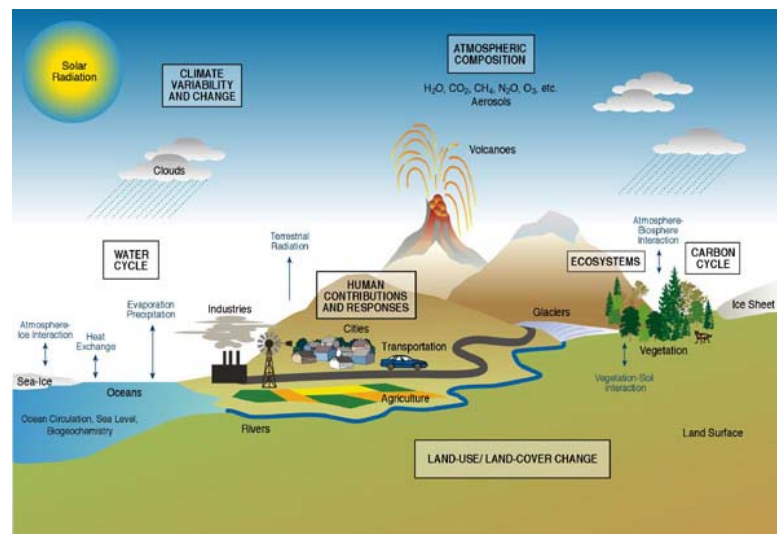 Solar
Radiation
CLIMATE
VARIABILITY
AND CHANGE
ATMOSPHERIC
COMPOSITION
H₂O, CO₂, CH₄, N₂O, O₃, etc.
Aerosols
Volcanoes
Clouds
Atmosphere-
Biosphere
Interaction
Terrestrial
Radiation
WATER
CYCLE
ECOSYSTEMS
CARBON
CYCLE
HUMAN
CONTRIBUTIONS
AND RESPONSES
Evaporation
Precipitation
Industries
Glaciers
Ice Sheet
Atmosphere-
Ice Interaction
Heat
Exchange
Cities
Transportation
Vegetation
Sea-Ice
Oceans
Vegetation-Soil
interaction
Agriculture
Ocean Circulation, Sea Level,
Biogeochemistry
Rivers
Land Surface
LAND-USE/ LAND-COVER CHANGE